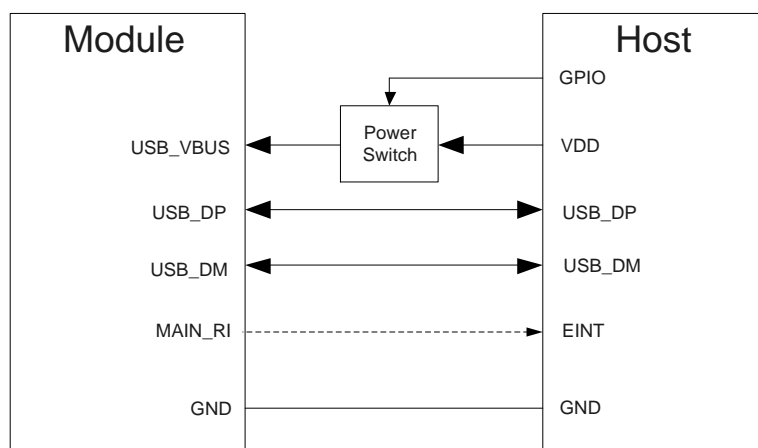 Module
Host
GPIO
Power
Switch
USB_VBUS
VDD
USB_DP
USB_DP
USB_DM
USB_DM
MAIN_RI
EINT
GND
GND